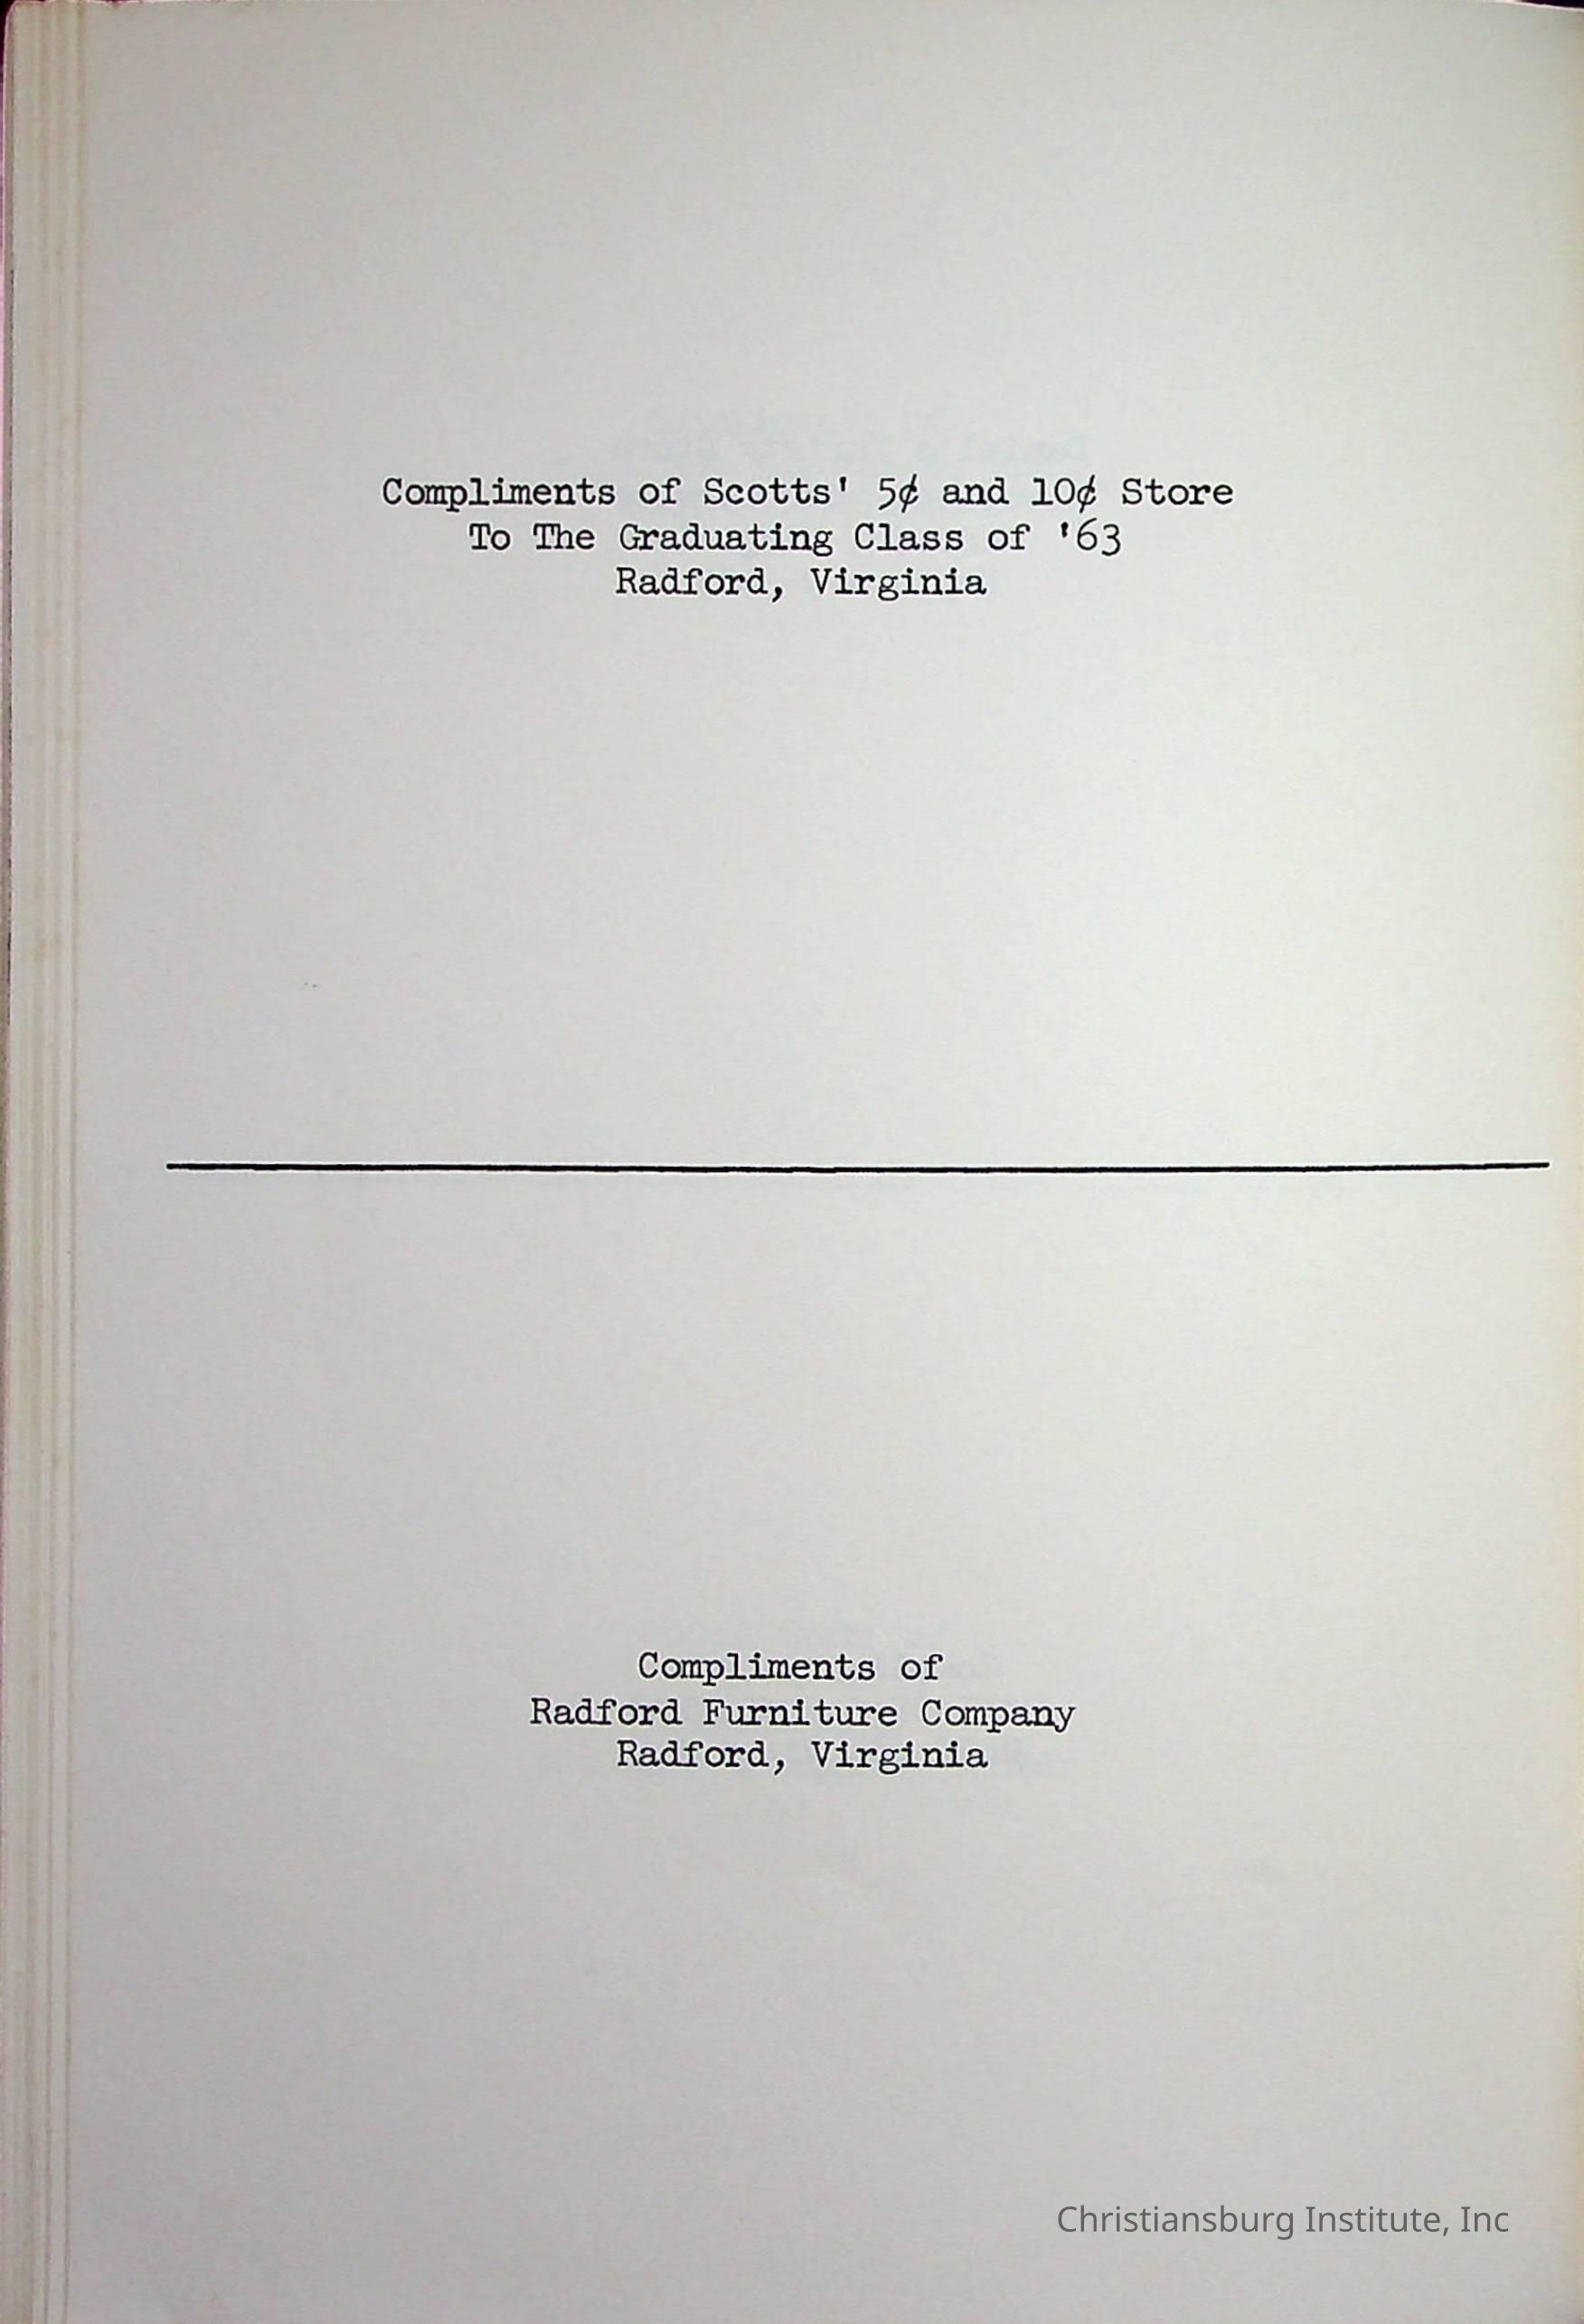 Compliments of Scotts' 5¢ and 10¢ Store
To The Graduating Class of '63
Radford, Virginia
Compliments of
Radford Furniture Company
Radford, Virginia
Christiansburg Institute, Inc